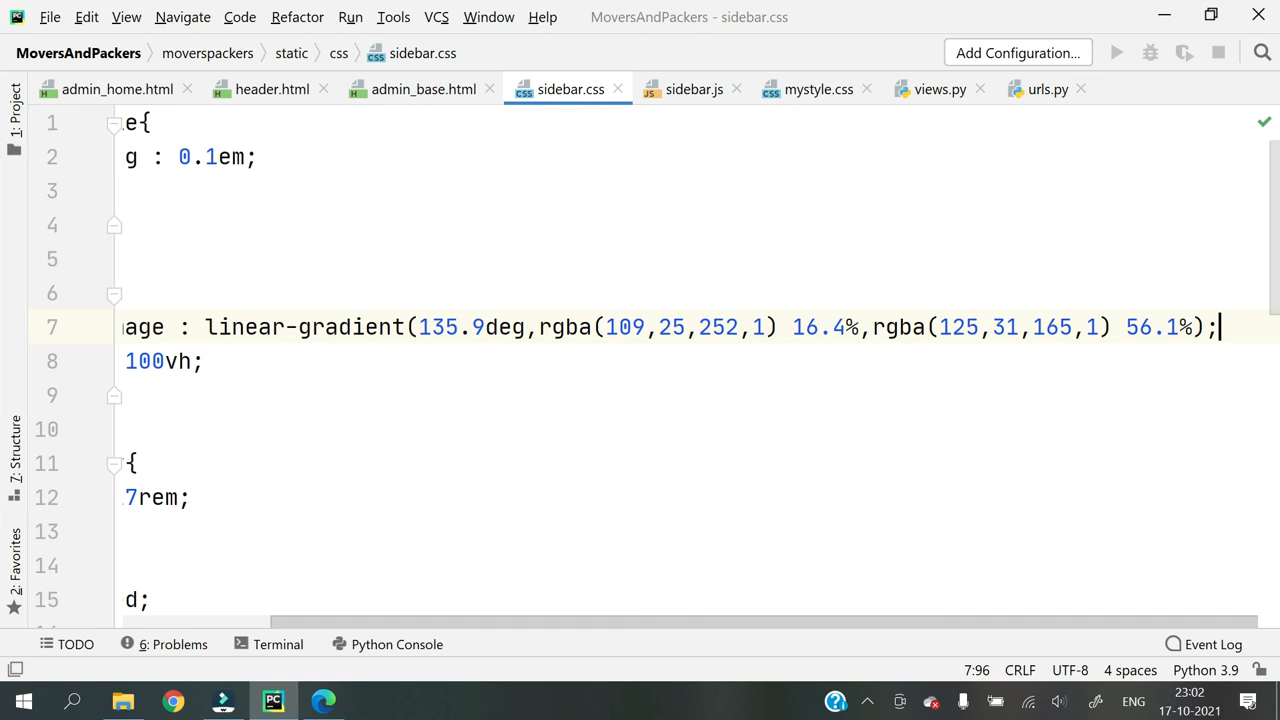 File Edit View Navigate Code Refactor Run Tools VCS Window Help MoversAndPackers - sidebar.css
MoversAndPackers moverspackers static css sidebar.css Add Configuration...
admin_home.html header.html admin_base.html sidebar.css sidebar.js mystyle.css views.py urls.py
1: Project
7: Structure
2: Favorites
1 e{
2 g : 0.1em;
3
4
5
6
7 age : linear-gradient(135.9deg,rgba(109,25,252,1) 16.4%,rgba(125,31,165,1) 56.1%);
8 100vh;
9
10
11 {
12 7rem;
13
14
15 d;
TODO 6: Problems Terminal Python Console Event Log
7:96 CRLF UTF-8 4 spaces Python 3.9
ENG 23:02
17-10-2021